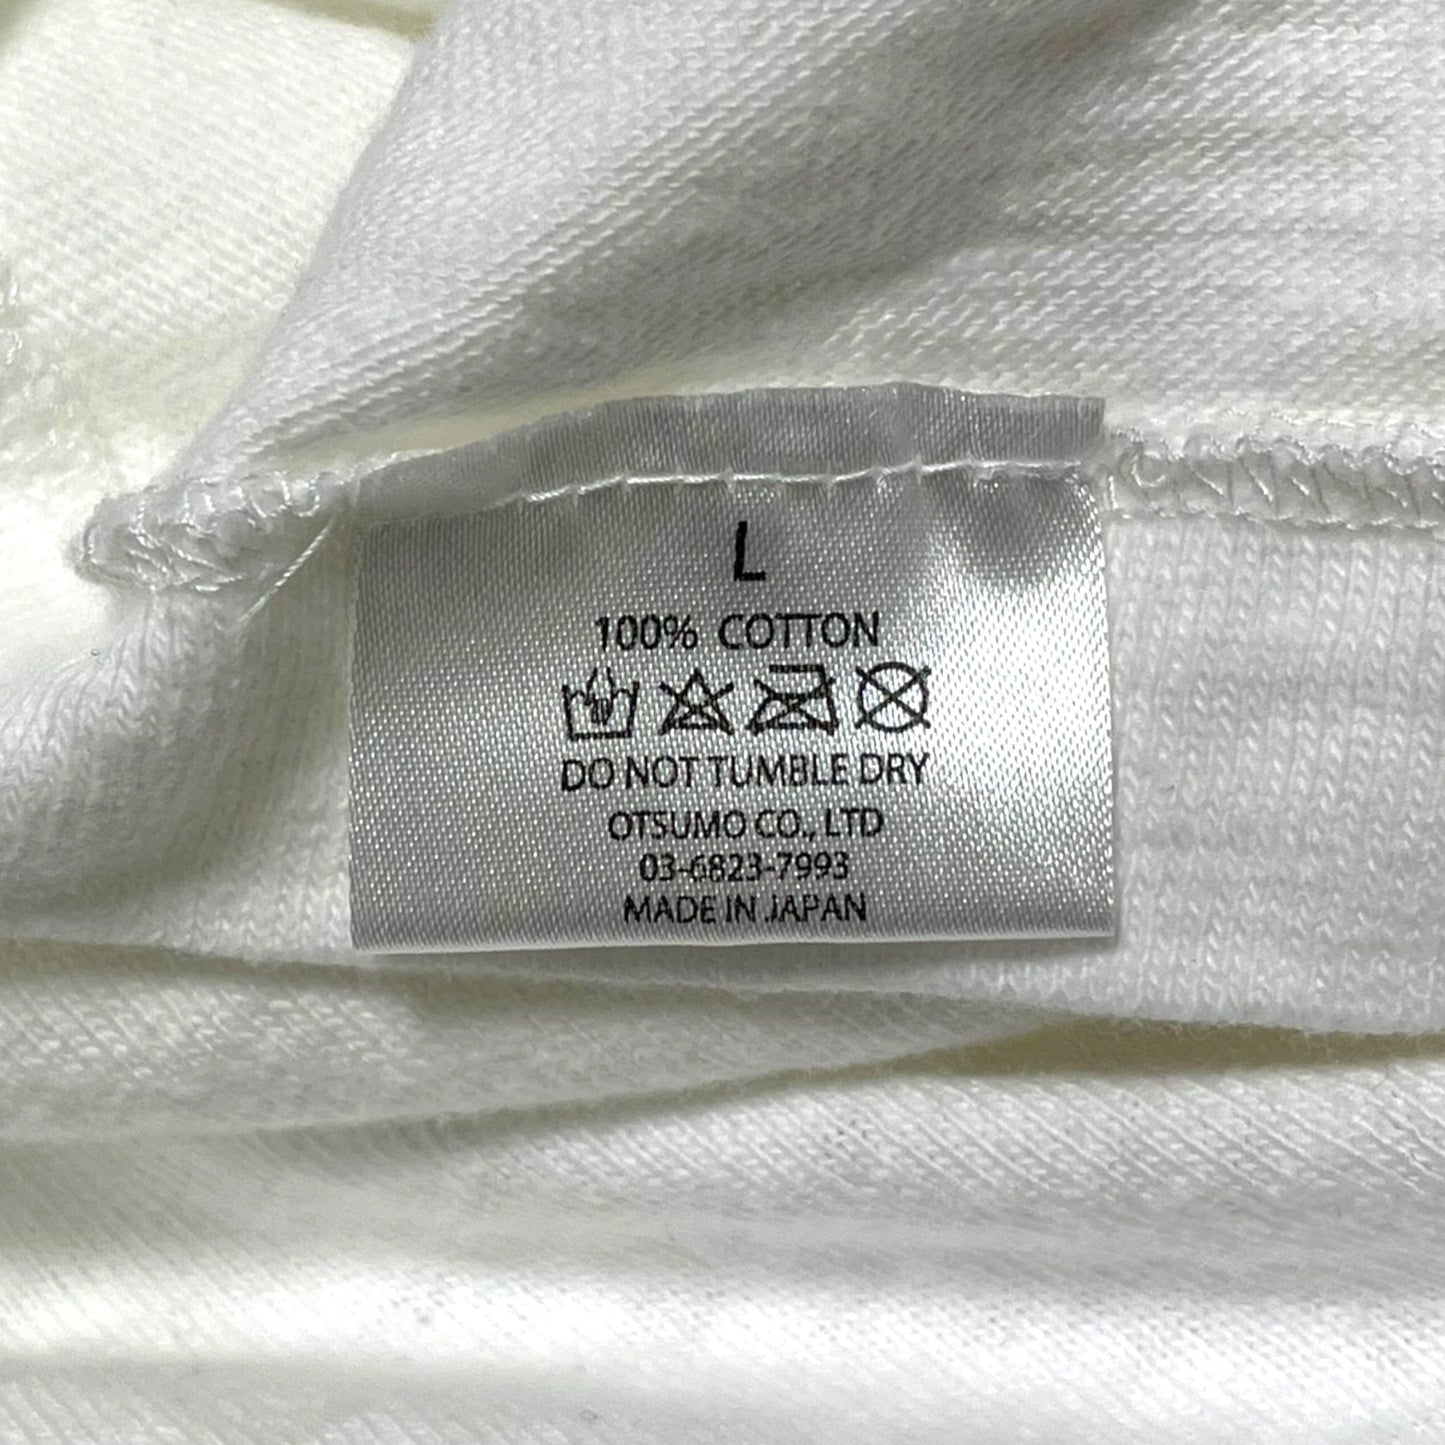 L
100% COTTON
DO NOT TUMBLE DRY
OTSUMO CO., LTD
03-6823-7993
MADE IN JAPAN